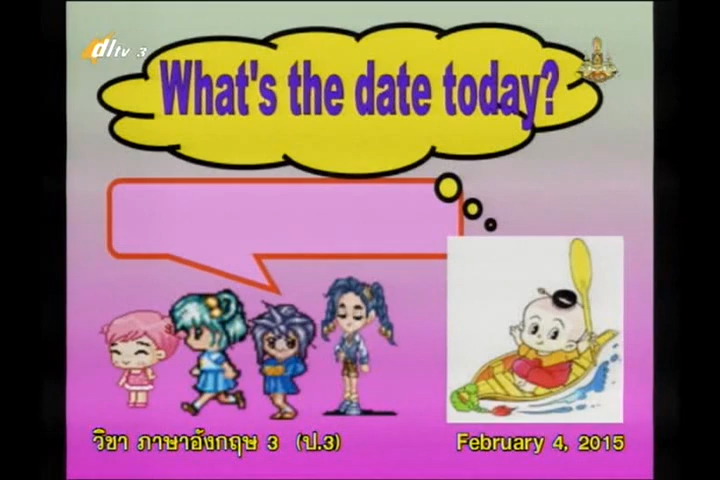 dltv 3
What's the date today?
วิชา ภาษาอังกฤษ 3 (ป.3)
February 4, 2015